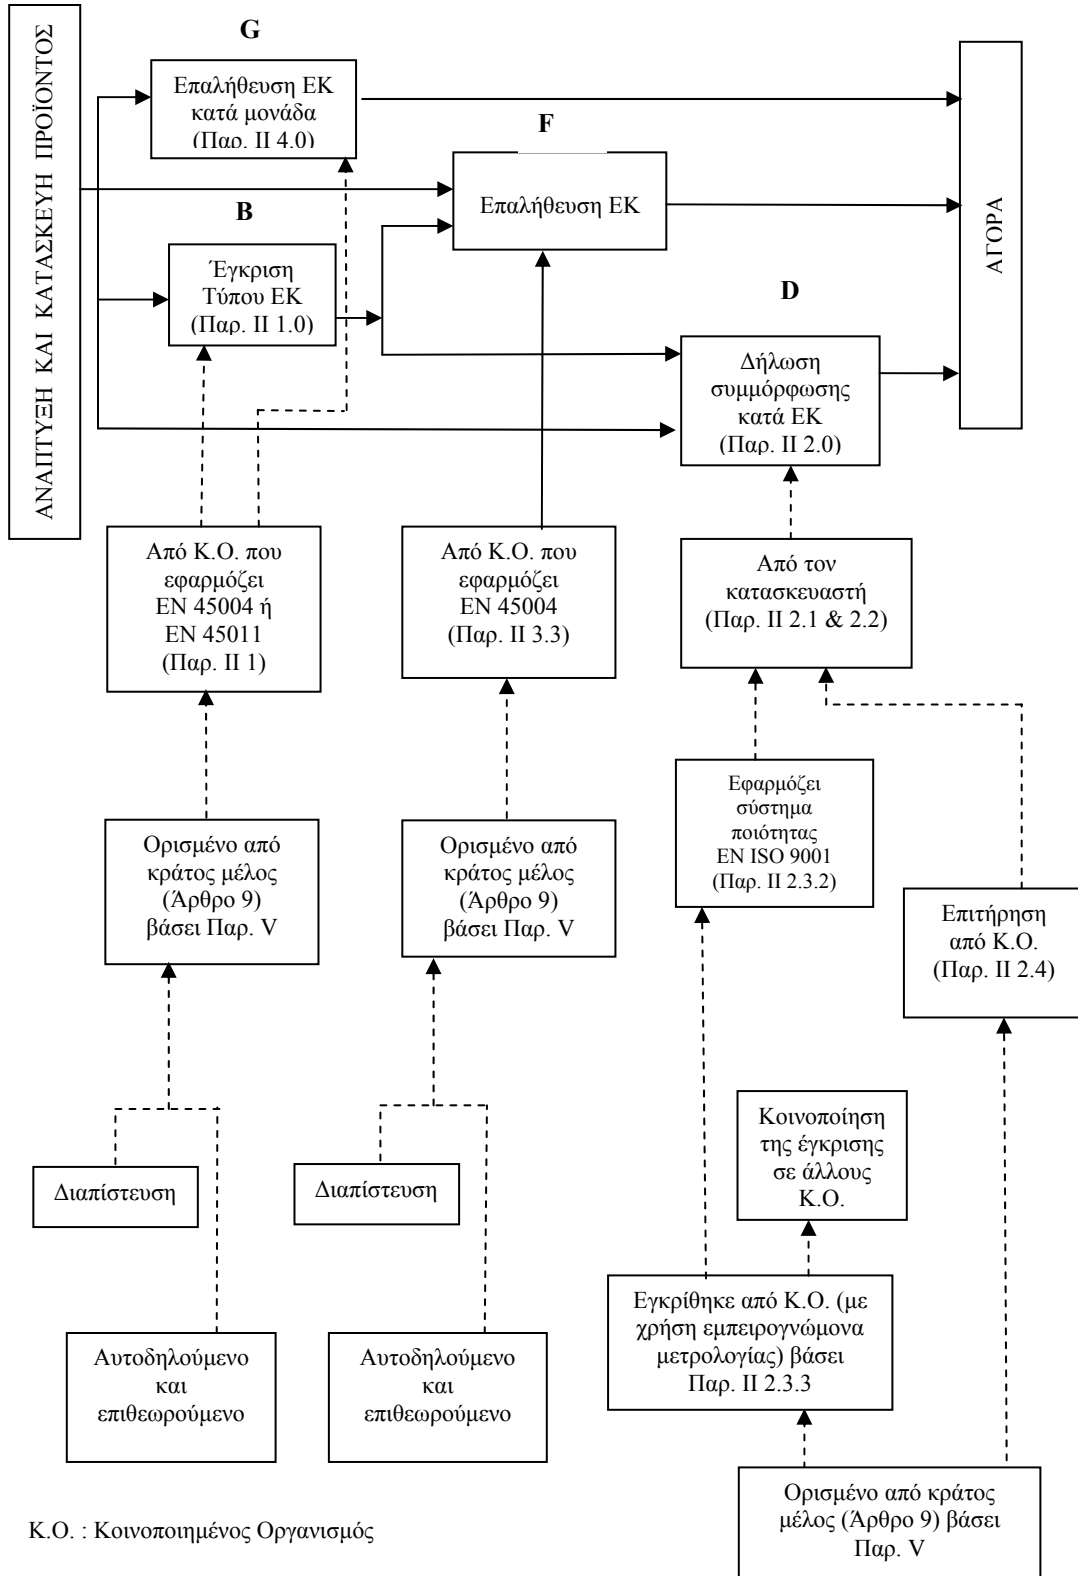 ΑΝΑΠΤΥΞΗ ΚΑΙ ΚΑΤΑΣΚΕΥΗ ΠΡΟΪΟΝΤΟΣ
G
Επαλήθευση ΕΚ
κατά μονάδα
(Παρ. ΙΙ 4.0)
F
Επαλήθευση ΕΚ
ΑΓΟΡΑ
B
Έγκριση
Τύπου ΕΚ
(Παρ. ΙΙ 1.0)
D
Δήλωση
συμμόρφωσης
κατά ΕΚ
(Παρ. ΙΙ 2.0)
Από Κ.Ο. που
εφαρμόζει
ΕΝ 45004 ή
ΕΝ 45011
(Παρ. ΙΙ 1)
Από Κ.Ο. που
εφαρμόζει
ΕΝ 45004
(Παρ. ΙΙ 3.3)
Από τον
κατασκευαστή
(Παρ. ΙΙ 2.1 & 2.2)
Ορισμένο από
κράτος μέλος
(Άρθρο 9)
βάσει Παρ. V
Ορισμένο από
κράτος μέλος
(Άρθρο 9)
βάσει Παρ. V
Εφαρμόζει
σύστημα
ποιότητας
EN ISO 9001
(Παρ. ΙΙ 2.3.2)
Επιτήρηση
από Κ.Ο.
(Παρ. ΙΙ 2.4)
Διαπίστευση
Διαπίστευση
Κοινοποίηση
της έγκρισης
σε άλλους
Κ.Ο.
Αυτοδηλούμενο
και
επιθεωρούμενο
Αυτοδηλούμενο
και
επιθεωρούμενο
Εγκρίθηκε από Κ.Ο. (με
χρήση εμπειρογνώμονα
μετρολογίας) βάσει
Παρ. ΙΙ 2.3.3
Ορισμένο από κράτος
μέλος (Άρθρο 9) βάσει
Παρ. V
Κ.Ο. : Κοινοποιημένος Οργανισμός